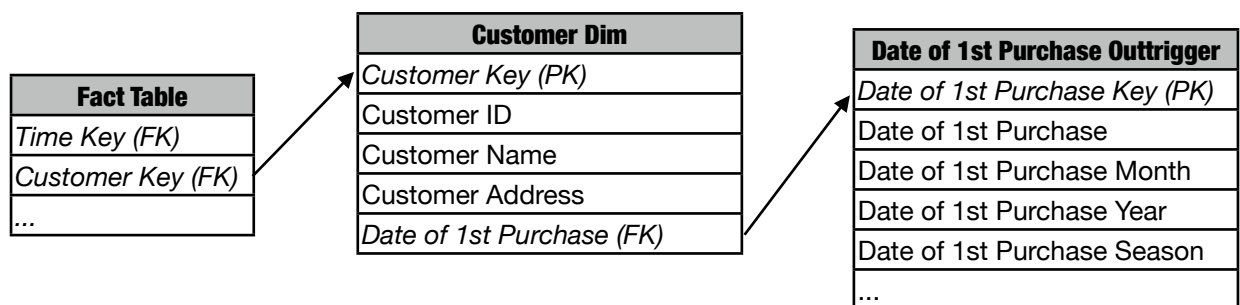 Fact Table
Time Key (FK)
Customer Key (FK)
...
Customer Dim
Customer Key (PK)
Customer ID
Customer Name
Customer Address
Date of 1st Purchase (FK)
Date of 1st Purchase Outtrigger
Date of 1st Purchase Key (PK)
Date of 1st Purchase
Date of 1st Purchase Month
Date of 1st Purchase Year
Date of 1st Purchase Season
...